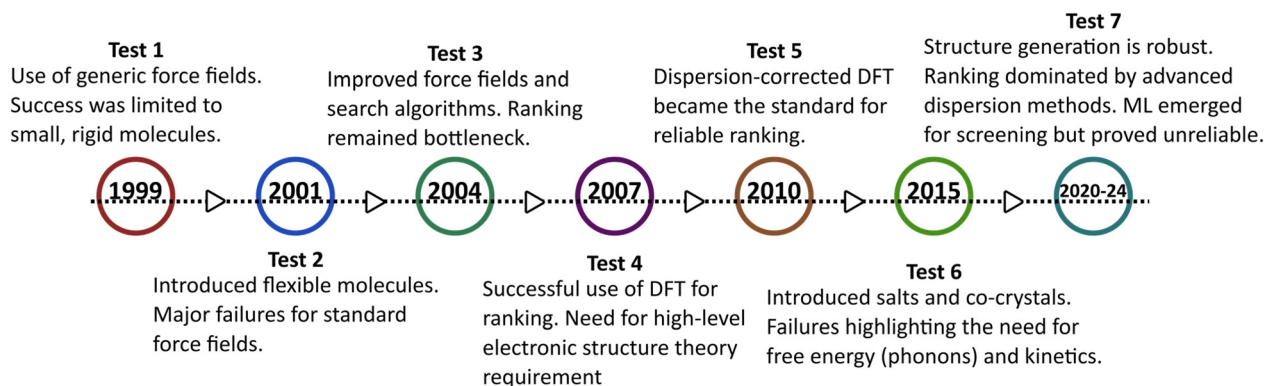 Test 1
Use of generic force fields.
Success was limited to
small, rigid molecules.
1999
Test 2
Introduced flexible molecules.
Major failures for standard
force fields.
2001
Test 3
Improved force fields and
search algorithms. Ranking
remained bottleneck.
2004
Test 4
Successful use of DFT for
ranking. Need for high-level
electronic structure theory
requirement
2007
Test 5
Dispersion-corrected DFT
became the standard for
reliable ranking.
2010
Test 6
Introduced salts and co-crystals.
Failures highlighting the need for
free energy (phonons) and kinetics.
2015
Test 7
Structure generation is robust.
Ranking dominated by advanced
dispersion methods. ML emerged
for screening but proved unreliable.
2020-24